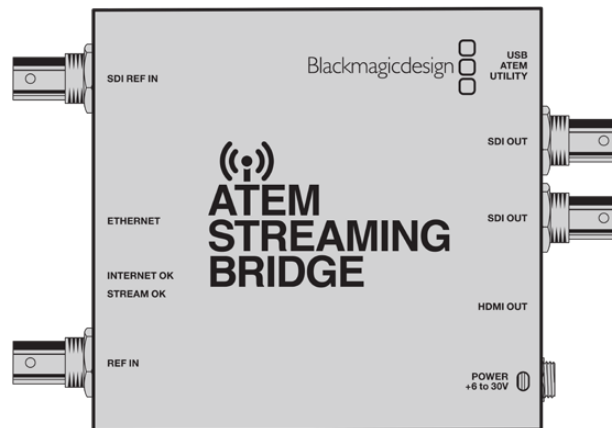 Blackmagicdesign
USB
ATEM
UTILITY
SDI REF IN
SDI OUT
ATEM
STREAMING
BRIDGE
ETHERNET
SDI OUT
INTERNET OK
STREAM OK
HDMI OUT
REF IN
POWER
+6 to 30V